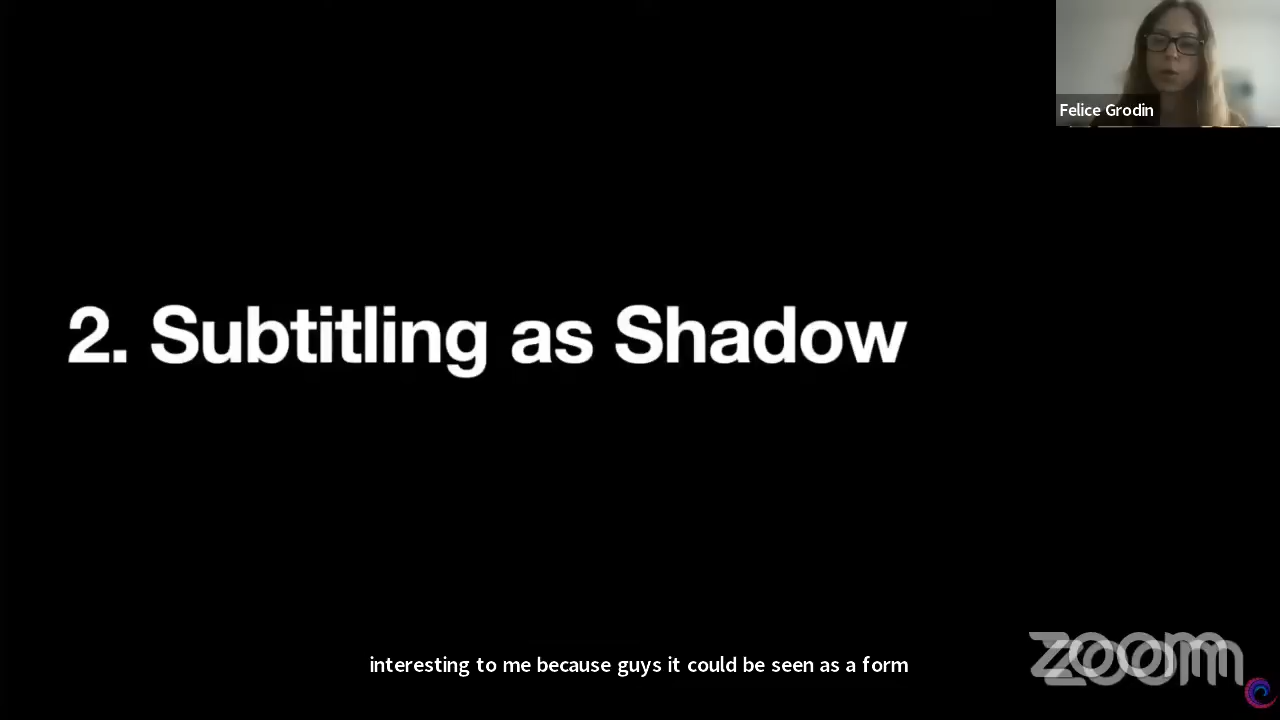 Felice Grodin
2. Subtitling as Shadow
interesting to me because guys it could be seen as a form
zoom